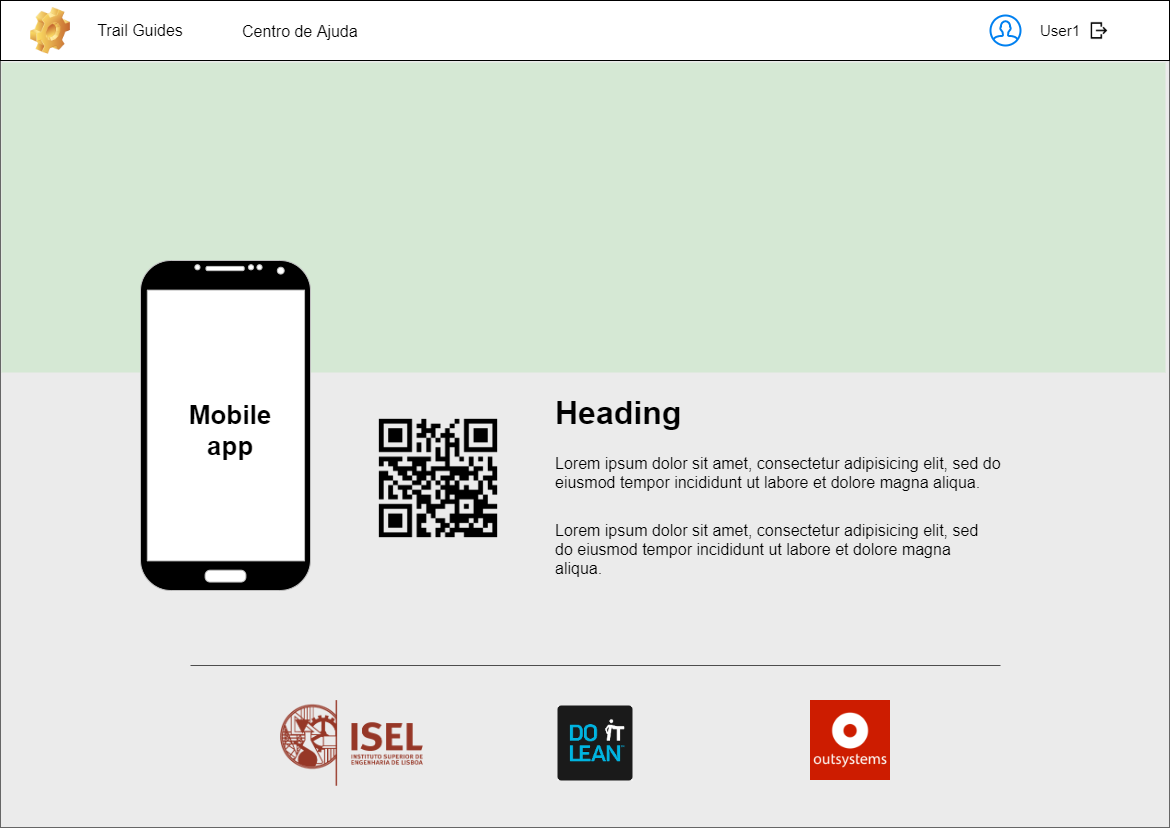 Trail Guides
Centro de Ajuda
User1
Mobile
app
Heading
Lorem ipsum dolor sit amet, consectetur adipisicing elit, sed do
eiusmod tempor incididunt ut labore et dolore magna aliqua.
Lorem ipsum dolor sit amet, consectetur adipisicing elit, sed
do eiusmod tempor incididunt ut labore et dolore magna
aliqua.
ISEL
INSTITUTO SUPERIOR DE
ENGENHARIA DE LISBOA
DO iT
LEAN
outsystems